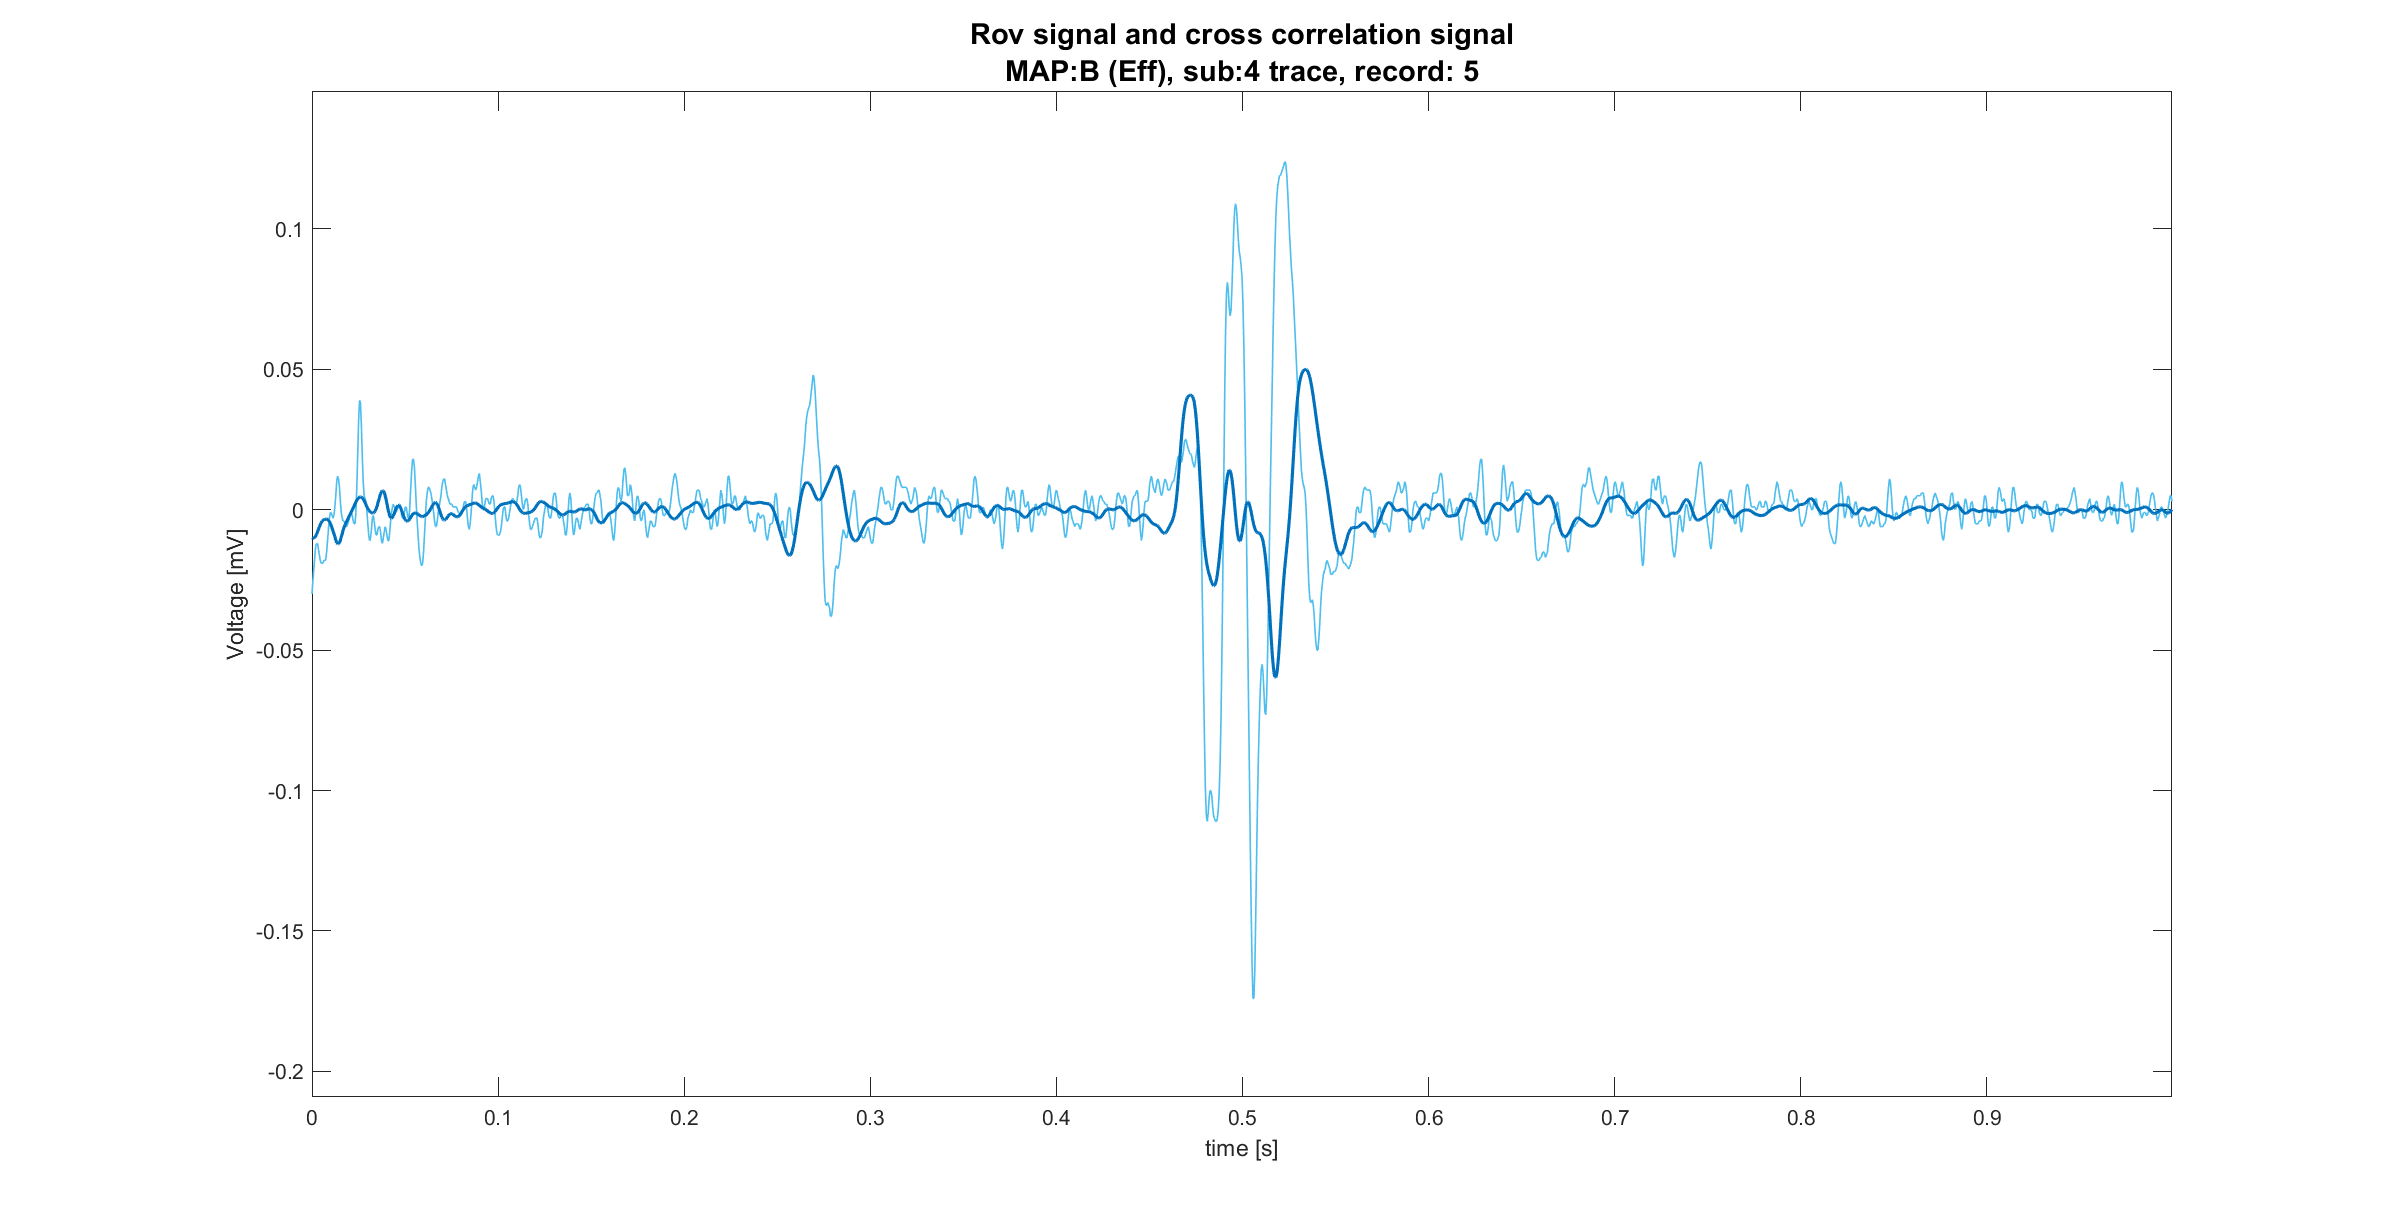 Rov signal and cross correlation signal
MAP:B (Eff), sub:4 trace, record: 5
0.1
0.05
0
-0.05
-0.1
-0.15
-0.2
Voltage [mV]
0 0.1 0.2 0.3 0.4 0.5 0.6 0.7 0.8 0.9
time [s]